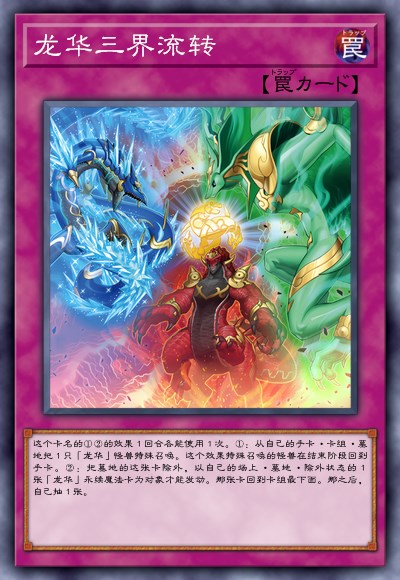 龙华三界流转
トラップ
罠
トラップ
【罠カード】
这个卡名的①②的效果1回合各能使用1次。①：从自己的手卡・卡组・墓
地把1只「龙华」怪兽特殊召唤。这个效果特殊召唤的怪兽在结束阶段回到
手卡。②：把墓地的这张卡除外，以自己的场上・墓地・除外状态的1
张「龙华」永续魔法卡为对象才能发动。那张卡回到卡组最下面。那之后，
自己抽1张。